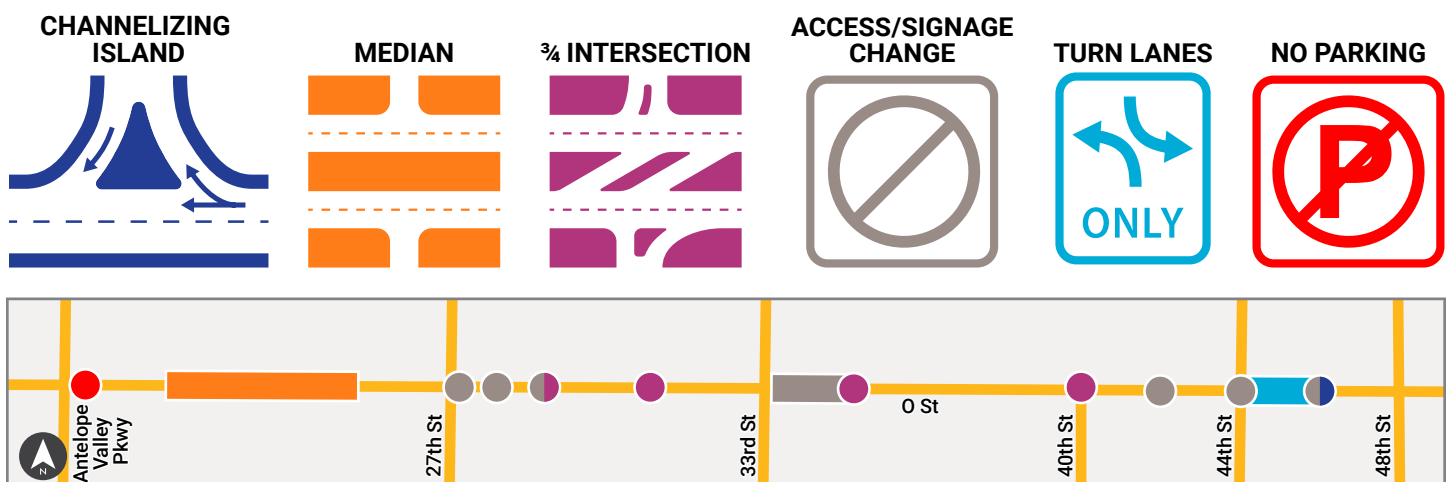 CHANNELIZING
ISLAND
MEDIAN
¾ INTERSECTION
ACCESS/SIGNAGE
CHANGE
TURN LANES
NO PARKING
ONLY
P
Antelope
Valley
Pkwy
27th St
33rd St
O St
40th St
44th St
48th St
N